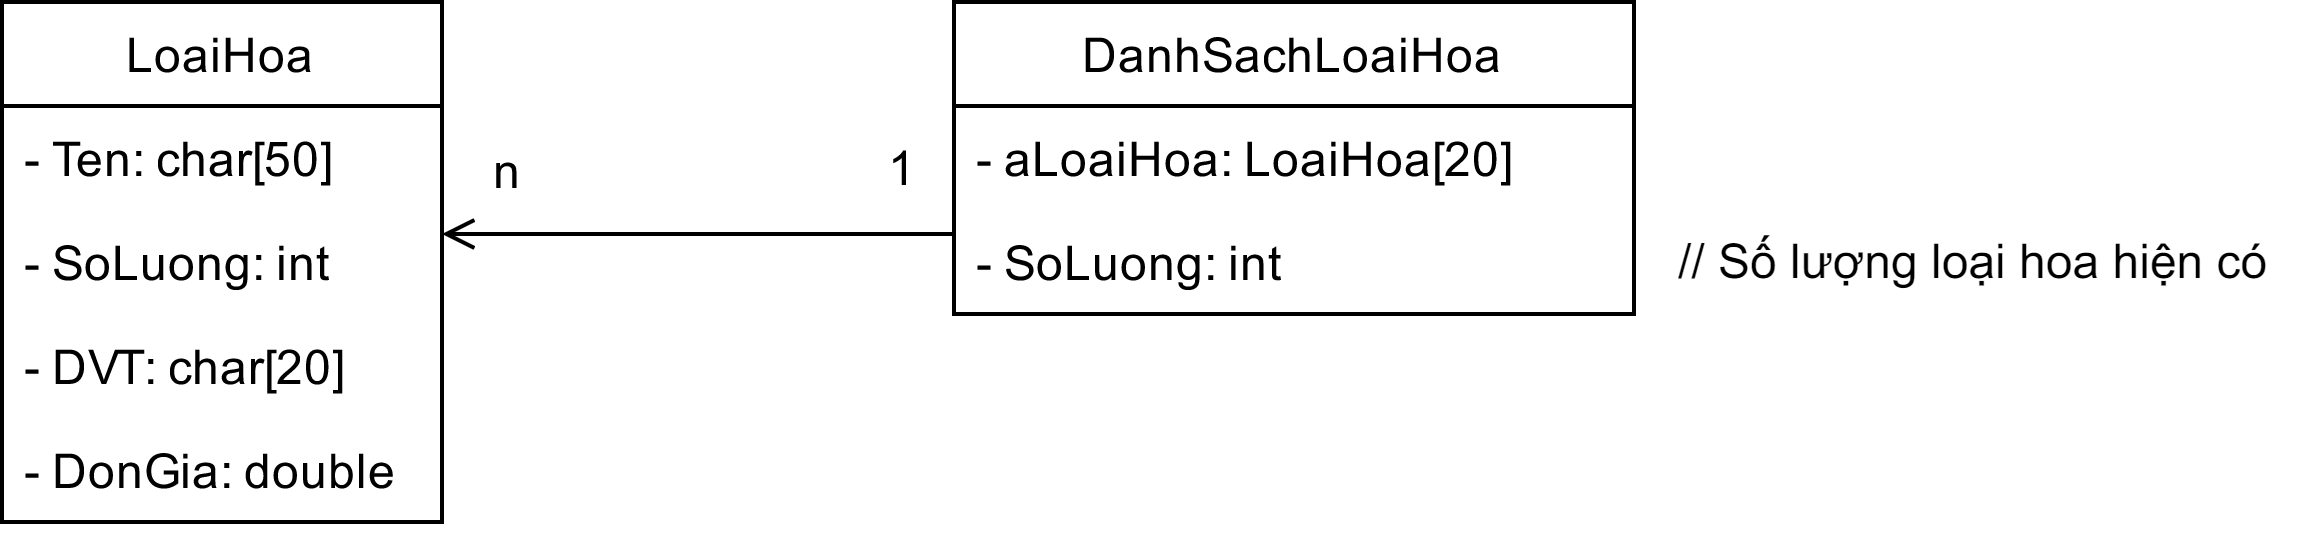 LoaiHoa
- Ten: char[50]
- SoLuong: int
- DVT: char[20]
- DonGia: double
n
1
DanhSachLoaiHoa
- aLoaiHoa: LoaiHoa[20]
- SoLuong: int
// Số lượng loại hoa hiện có